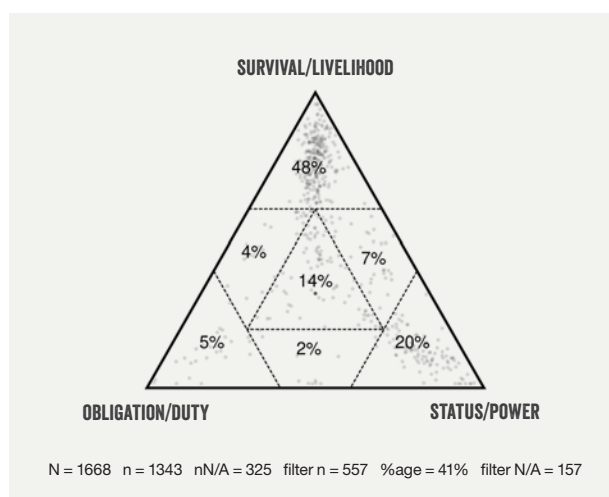 SURVIVAL/LIVELIHOOD
48%
4%
7%
14%
5%
2%
20%
OBLIGATION/DUTY
STATUS/POWER
N = 1668 n = 1343 nN/A = 325 filter n = 557 %age = 41% filter N/A = 157